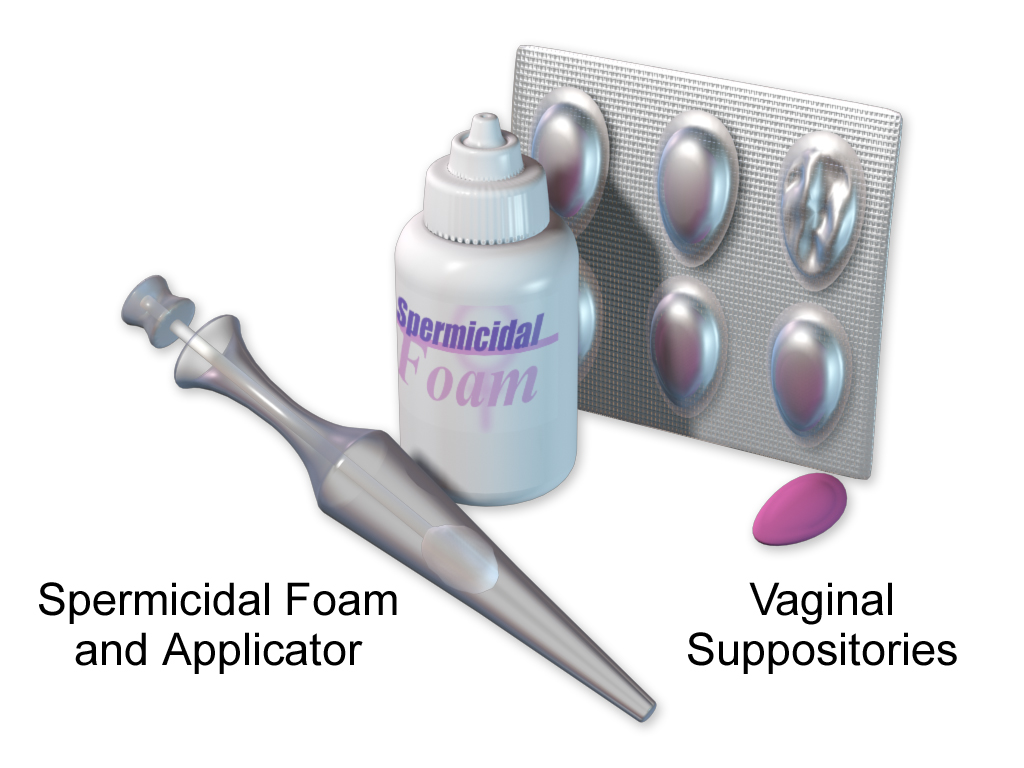 Spermicidal
Foam
Spermicidal Foam
and Applicator
Vaginal
Suppositories